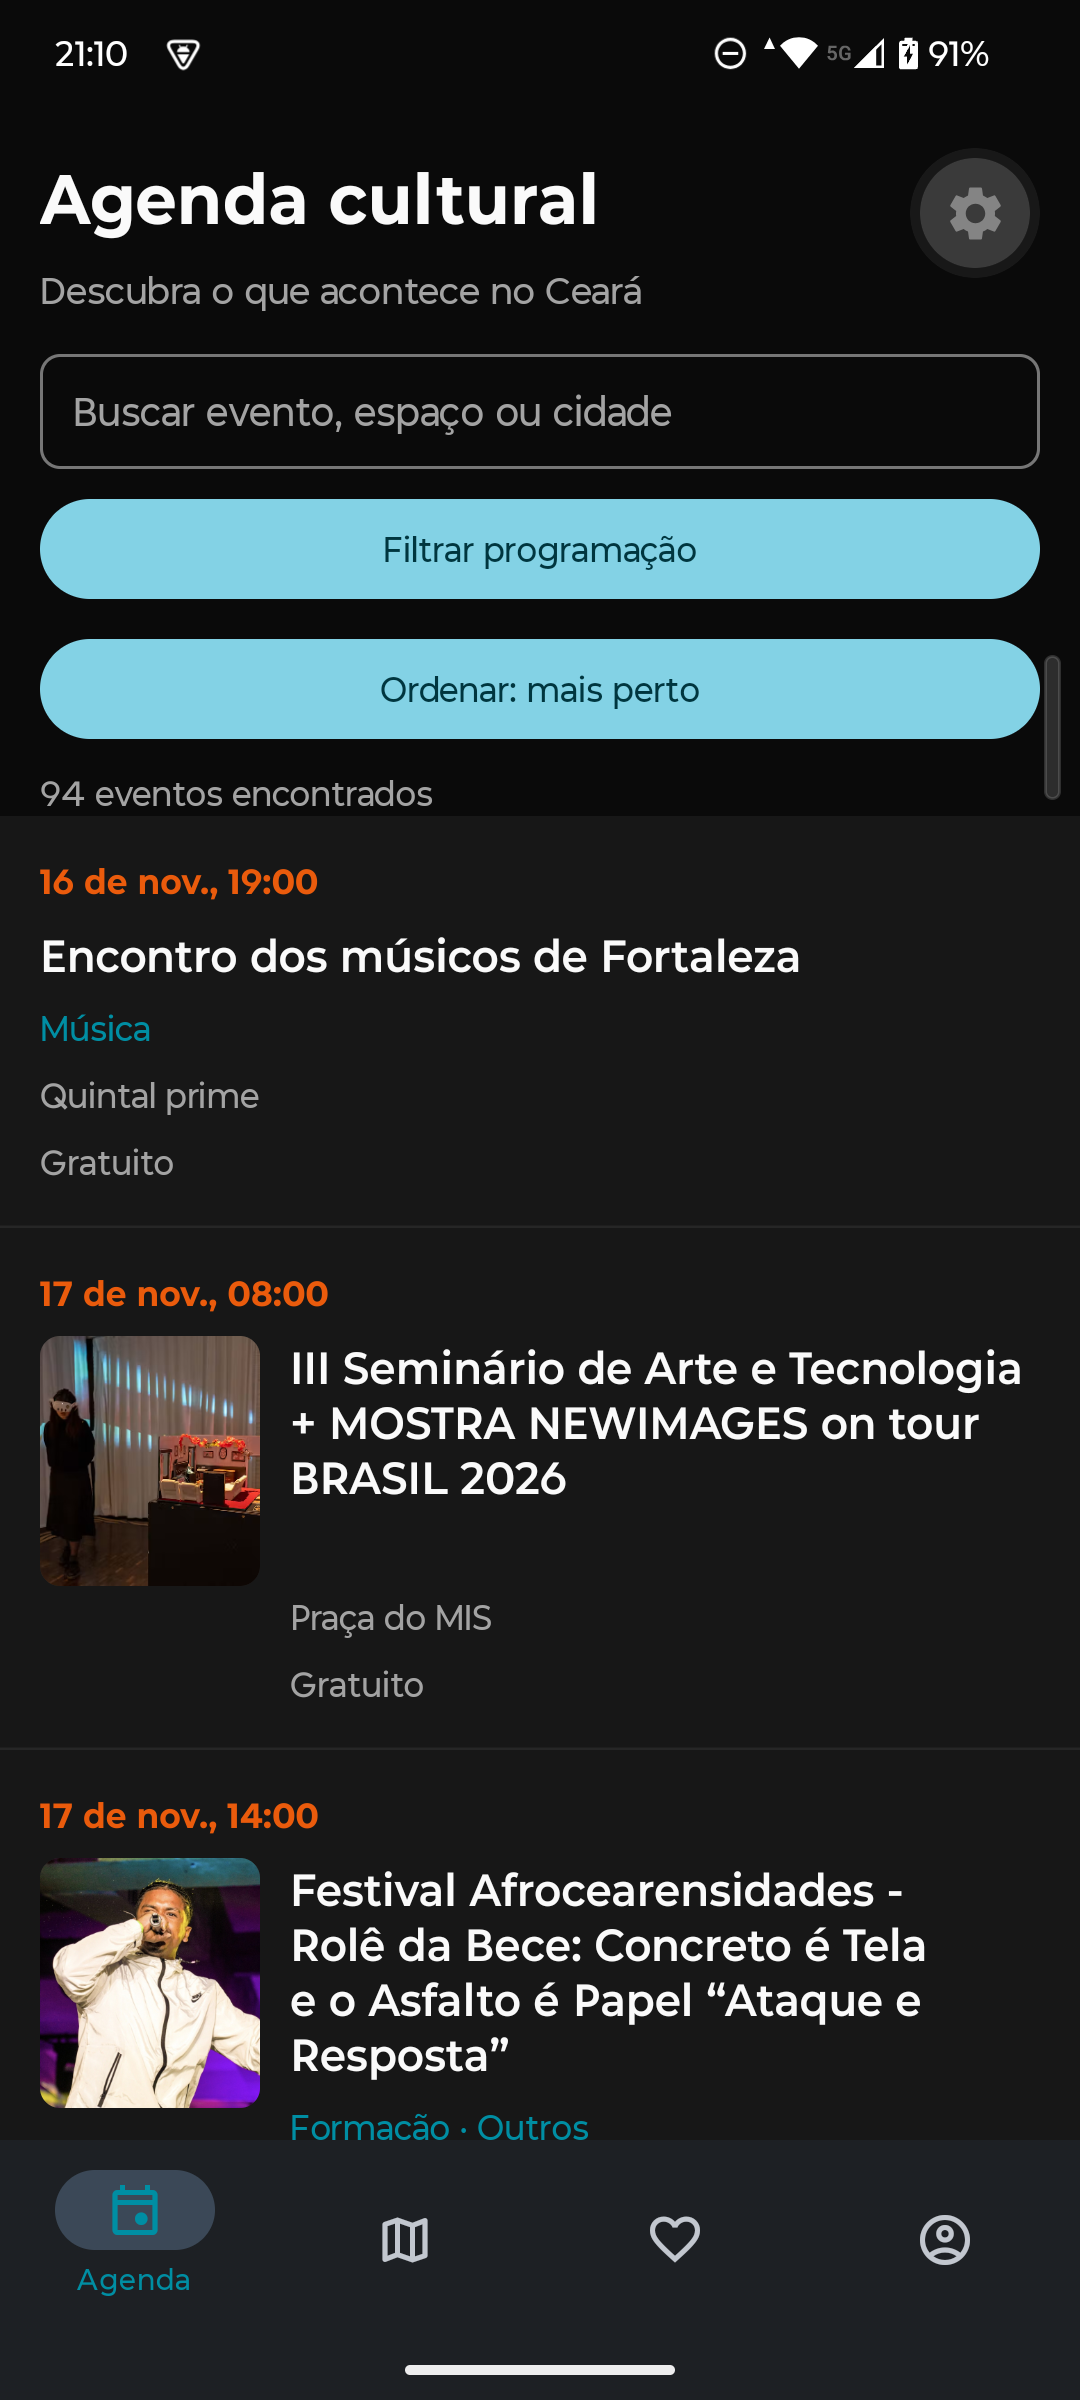 21:10
5G
91%
Agenda cultural
Descubra o que acontece no Ceará
Buscar evento, espaço ou cidade
Filtrar programação
Ordenar: mais perto
94 eventos encontrados
16 de nov., 19:00
Encontro dos músicos de Fortaleza
Música
Quintal prime
Gratuito
17 de nov., 08:00
III Seminário de Arte e Tecnologia
+ MOSTRA NEWIMAGES on tour
BRASIL 2026
Praça do MIS
Gratuito
17 de nov., 14:00
Festival Afrocearensidades -
Rolê da Bece: Concreto é Tela
e o Asfalto é Papel “Ataque e
Resposta”
Formação · Outros
Agenda